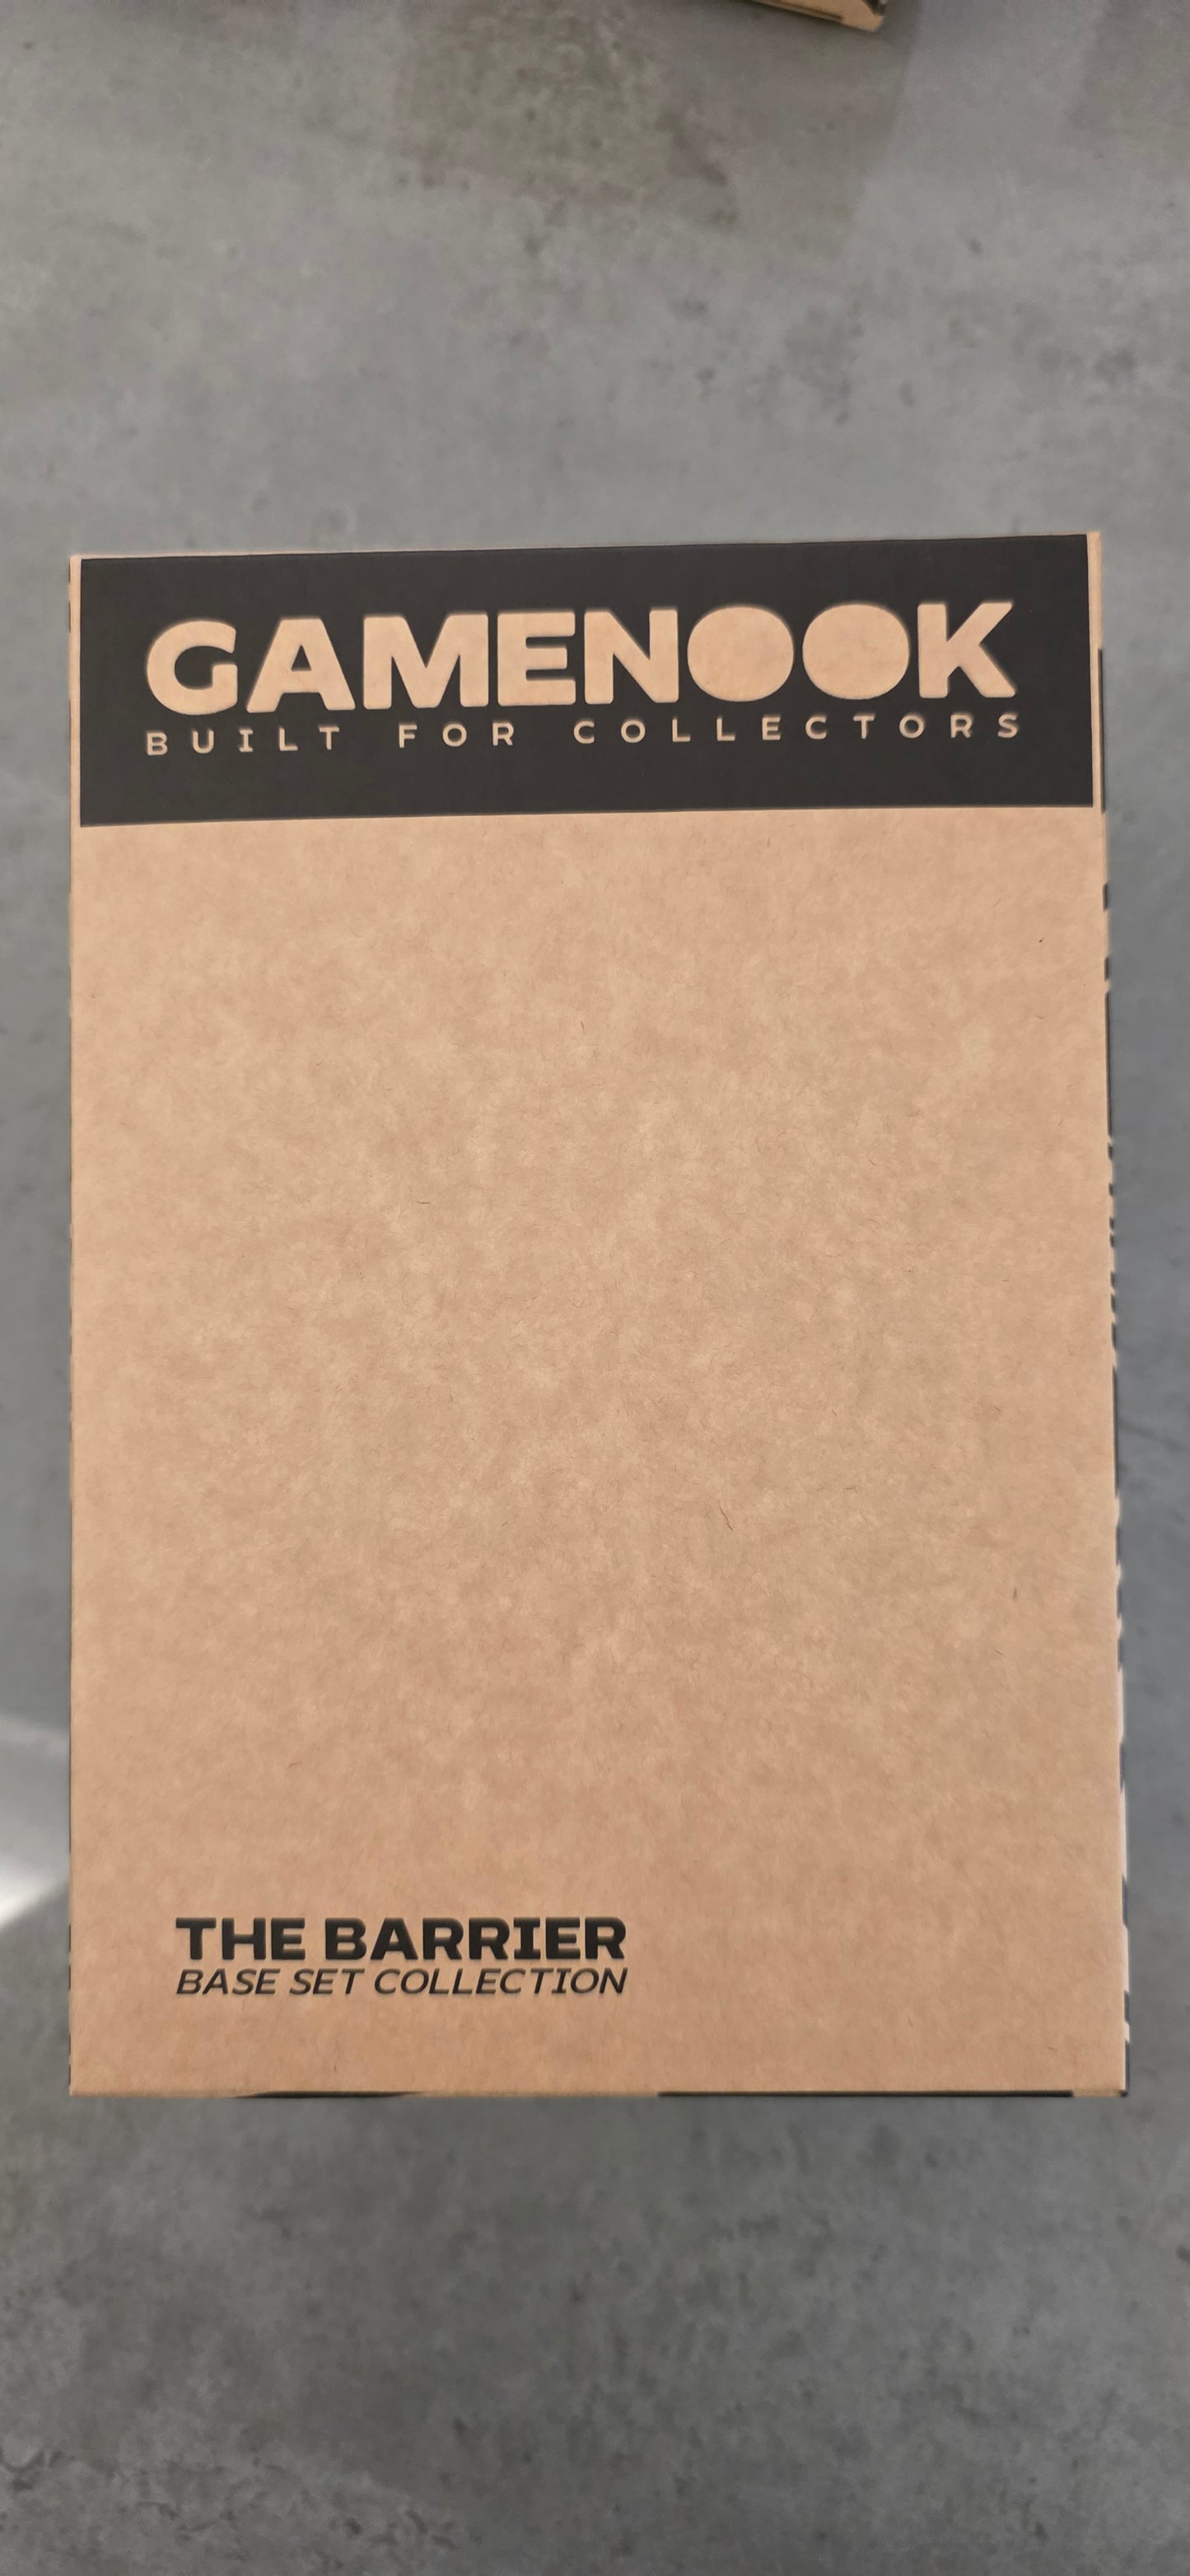 GAMENOOK
BUILT FOR COLLECTORS
THE BARRIER
BASE SET COLLECTION